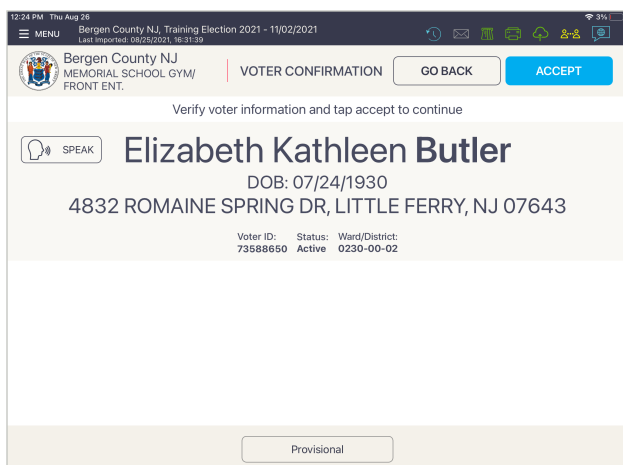 12:24 PM Thu Aug 26
3%
MENU
Bergen County NJ, Training Election 2021 - 11/02/2021
Last Imported: 08/25/2021, 16:31:39
Bergen County NJ
MEMORIAL SCHOOL GYM/
FRONT ENT.
VOTER CONFIRMATION
GO BACK
ACCEPT
Verify voter information and tap accept to continue
SPEAK
Elizabeth Kathleen Butler
DOB: 07/24/1930
4832 ROMAINE SPRING DR, LITTLE FERRY, NJ 07643
Voter ID: Status: Ward/District:
73588650 Active 0230-00-02
Provisional